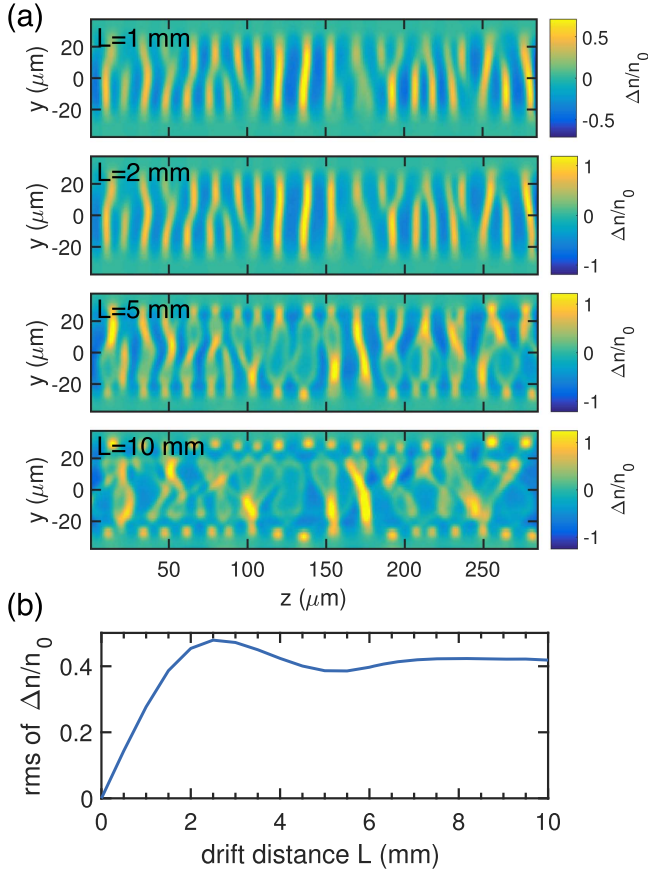 (a)
L=1 mm
y (μm)
20
0
-20
0.5
0
-0.5
Δn/n0
L=2 mm
y (μm)
20
0
-20
1
0
-1
Δn/n0
L=5 mm
y (μm)
20
0
-20
1
0
-1
Δn/n0
L=10 mm
y (μm)
20
0
-20
1
0
-1
Δn/n0
50 100 150 200 250
z (μm)
(b)
rms of Δn/n0
0.4
0.2
0
0 2 4 6 8 10
drift distance L (mm)